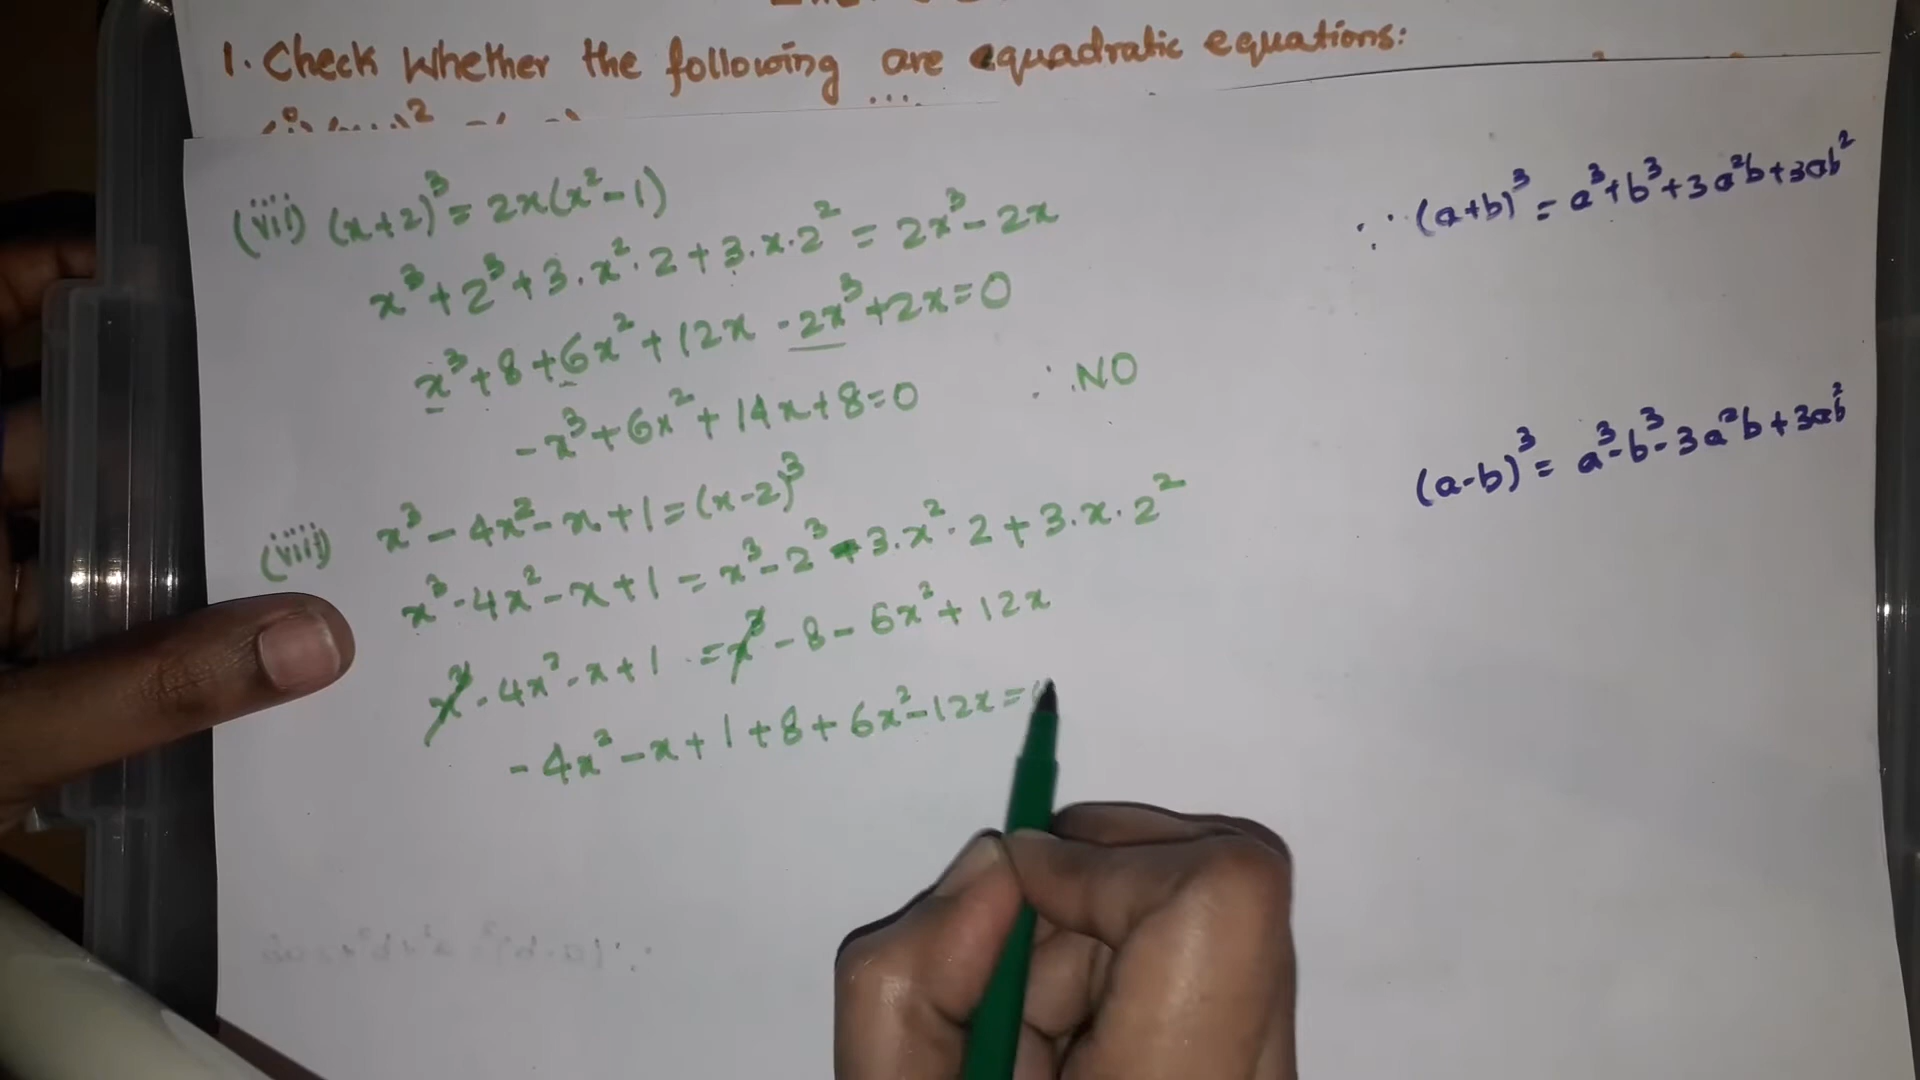 1. Check Whether the following are equadratic equations:
(vii) (x+2)³ = 2x(x²-1)
x³+2³+3.x².2+3.x.2² = 2x³-2x
x³+8+6x²+12x-2x³+2x=0
-x³+6x²+14x+8=0 ∴ NO
(viii) x³-4x²-x+1=(x-2)³
x³-4x²-x+1 = x³-2³-3.x².2+3.x.2²
x³-4x²-x+1 = x³-8-6x²+12x
-4x²-x+1+8+6x²-12x=
∵ (a+b)³ = a³+b³+3a²b+3ab²
(a-b)³ = a³-b³-3a²b+3ab²